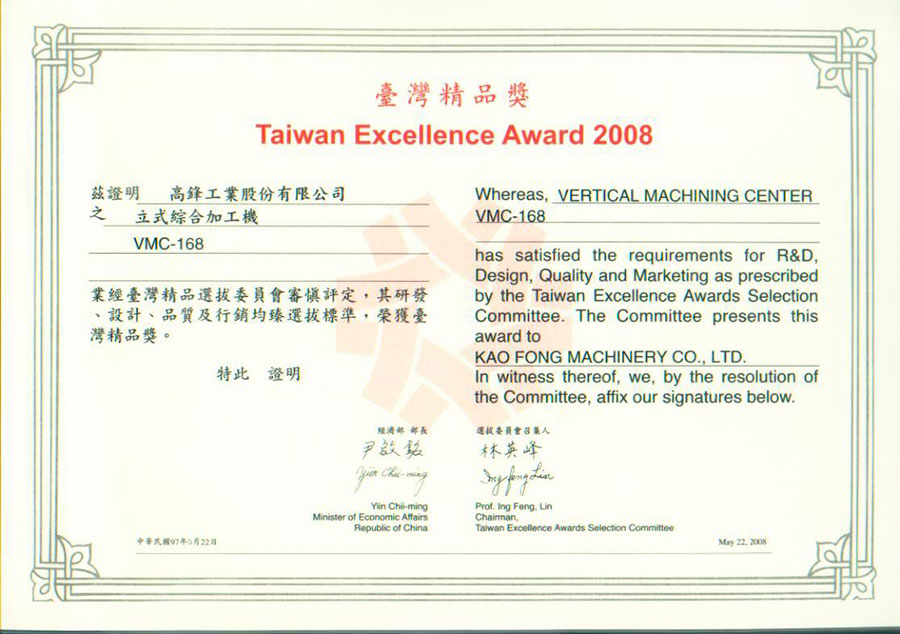 臺灣精品獎
Taiwan Excellence Award 2008
茲證明 高鋒工業股份有限公司
之 立式綜合加工機
VMC-168
業經臺灣精品選拔委員會審慎評定，其研發
、設計、品質及行銷均臻選拔標準，榮獲臺
灣精品獎。
特此 證明
Whereas, VERTICAL MACHINING CENTER
VMC-168
has satisfied the requirements for R&D,
Design, Quality and Marketing as prescribed
by the Taiwan Excellence Awards Selection
Committee. The Committee presents this
award to
KAO FONG MACHINERY CO., LTD.
In witness thereof, we, by the resolution of
the Committee, affix our signatures below.
經濟部 部長
尹啟銘
Yiin Chii-ming
Yiin Chii-ming
Minister of Economic Affairs
Republic of China
選拔委員會召集人
林英峰
Ing Feng Lin
Prof. Ing Feng, Lin
Chairman,
Taiwan Excellence Awards Selection Committee
中華民國97年5月22日
May 22, 2008